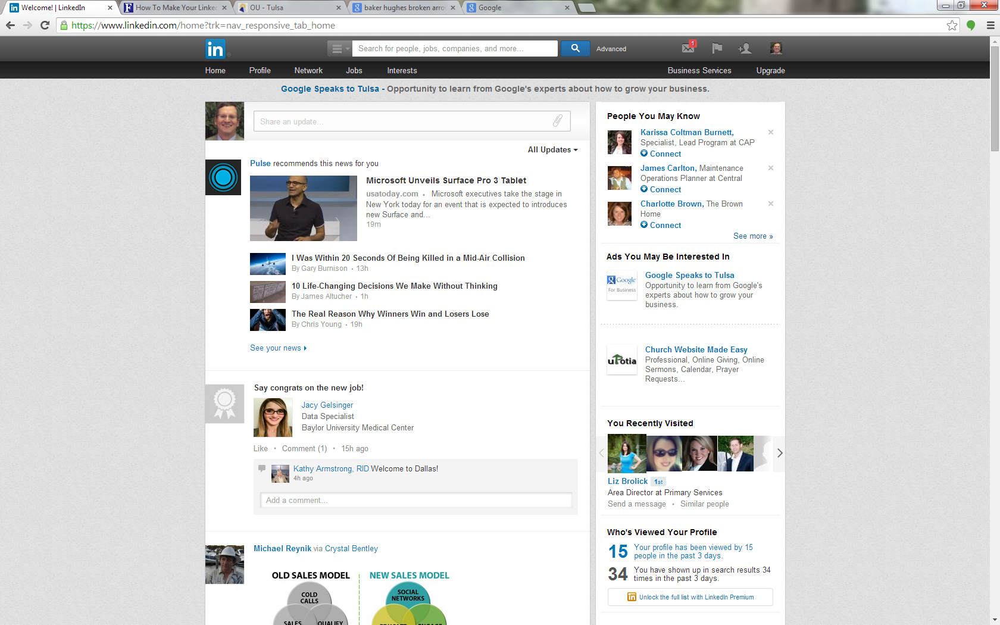 Welcome! | LinkedIn
How To Make Your Linked
OU - Tulsa
baker hughes broken arro
Google
https://www.linkedin.com/home?trk=nav_responsive_tab_home
in
Search for people, jobs, companies, and more...
Advanced
1
Home Profile Network Jobs Interests Business Services Upgrade
Google Speaks to Tulsa - Opportunity to learn from Google's experts about how to grow your business.
Share an update...
All Updates
Pulse recommends this news for you
Microsoft Unveils Surface Pro 3 Tablet
usatoday.com • Microsoft executives take the stage in
New York today for an event that is expected to introduces
new Surface and...
19m
I Was Within 20 Seconds Of Being Killed in a Mid-Air Collision
By Gary Burnison • 13h
10 Life-Changing Decisions We Make Without Thinking
By James Altucher • 1h
The Real Reason Why Winners Win and Losers Lose
By Chris Young • 19h
See your news
Say congrats on the new job!
Jacy Gelsinger
Data Specialist
Baylor University Medical Center
Like • Comment (1) • 15h ago
Kathy Armstrong, RID Welcome to Dallas!
4h ago
Add a comment...
Michael Reynik via Crystal Bentley
OLD SALES MODEL
COLD
CALLS
SALES
QUALIFY
NEW SALES MODEL
SOCIAL
NETWORKS
EDUCATE
ENGAGE
People You May Know
Karissa Coltman Burnett,
Specialist, Lead Program at CAP
Connect
James Carlton, Maintenance
Operations Planner at Central
Connect
Charlotte Brown, The Brown
Home
Connect
See more »
Ads You May Be Interested In
Google
For Business
Google Speaks to Tulsa
Opportunity to learn from Google's
experts about how to grow your
business.
uPotia
Church Website Made Easy
Professional, Online Giving, Online
Sermons, Calendar, Prayer
Requests...
You Recently Visited
Liz Brolick 1st
Area Director at Primary Services
Send a message • Similar people
Who's Viewed Your Profile
15 Your profile has been viewed by 15
people in the past 3 days.
34 You have shown up in search results 34
times in the past 3 days.
in Unlock the full list with LinkedIn Premium